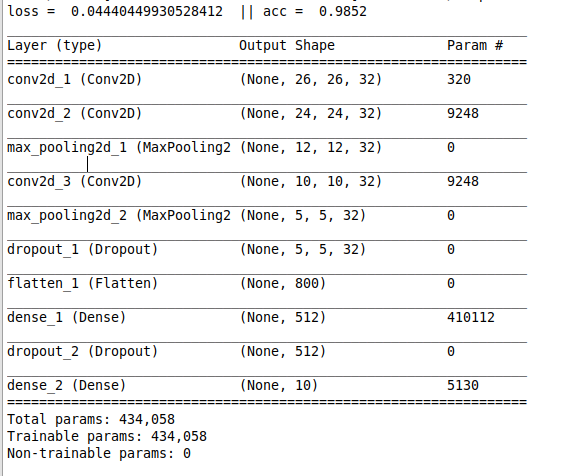 loss =  0.04440449930528412  || acc =  0.9852
Layer (type)                 Output Shape              Param #
=================================================================
conv2d_1 (Conv2D)            (None, 26, 26, 32)        320
conv2d_2 (Conv2D)            (None, 24, 24, 32)        9248
max_pooling2d_1 (MaxPooling2 (None, 12, 12, 32)        0
conv2d_3 (Conv2D)            (None, 10, 10, 32)        9248
max_pooling2d_2 (MaxPooling2 (None, 5, 5, 32)          0
dropout_1 (Dropout)          (None, 5, 5, 32)          0
flatten_1 (Flatten)          (None, 800)               0
dense_1 (Dense)              (None, 512)               410112
dropout_2 (Dropout)          (None, 512)               0
dense_2 (Dense)              (None, 10)                5130
=================================================================
Total params: 434,058
Trainable params: 434,058
Non-trainable params: 0